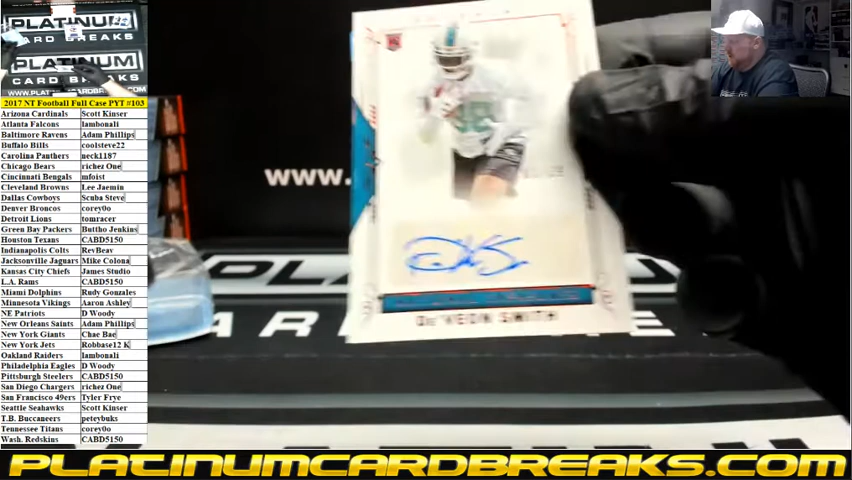 PLATINUM
CARD BREAKS
PLATINUM
CARD BREAKS
2017 NT Football Full Case PYT #103
Arizona Cardinals Scott Kinser
Atlanta Falcons lambonali
Baltimore Ravens Adam Phillips
Buffalo Bills coolsteve22
Carolina Panthers neck1187
Chicago Bears richez One
Cincinnati Bengals mfoist
Cleveland Browns Lee Jaemin
Dallas Cowboys Scuba Steve
Denver Broncos corey0o
Detroit Lions tomracer
Green Bay Packers Buttho Jenkins
Houston Texans CABD5150
Indianapolis Colts RevBeav
Jacksonville Jaguars Mike Colona
Kansas City Chiefs James Studio
L.A. Rams CABD5150
Miami Dolphins Rudy Gonzales
Minnesota Vikings Aaron Ashley
NE Patriots D Woody
New Orleans Saints Adam Phillips
New York Giants Chae Bae
New York Jets Robbase12 K
Oakland Raiders lambonali
Philadelphia Eagles D Woody
Pittsburgh Steelers CABD5150
San Diego Chargers richez One
San Francisco 49ers Tyler Frye
Seattle Seahawks Scott Kinser
T.B. Buccaneers peteybuks
Tennessee Titans corey0o
Wash. Redskins CABD5150
www.
De'VEON SMITH
PLATINUMCARDBREAKS.COM